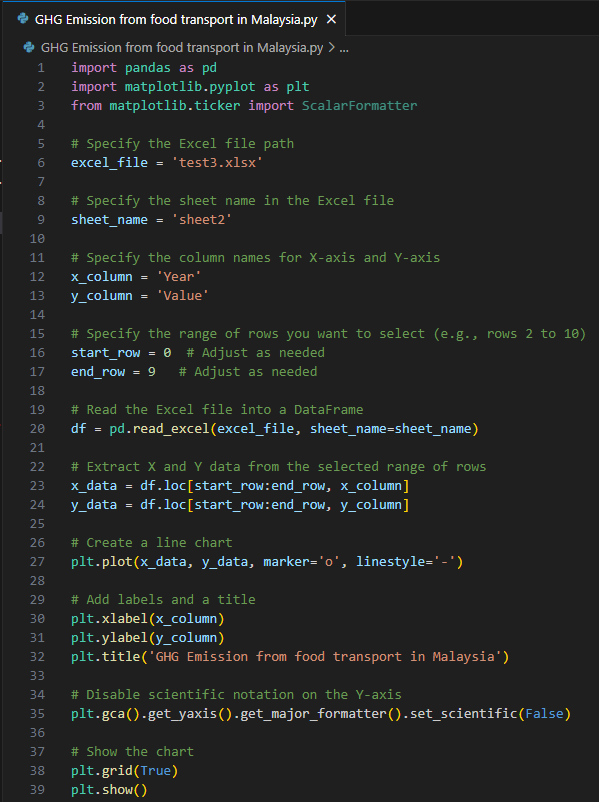 GHG Emission from food transport in Malaysia.py ×
GHG Emission from food transport in Malaysia.py > ...
1 import pandas as pd
2 import matplotlib.pyplot as plt
3 from matplotlib.ticker import ScalarFormatter
4
5 # Specify the Excel file path
6 excel_file = 'test3.xlsx'
7
8 # Specify the sheet name in the Excel file
9 sheet_name = 'sheet2'
10
11 # Specify the column names for X-axis and Y-axis
12 x_column = 'Year'
13 y_column = 'Value'
14
15 # Specify the range of rows you want to select (e.g., rows 2 to 10)
16 start_row = 0  # Adjust as needed
17 end_row = 9   # Adjust as needed
18
19 # Read the Excel file into a DataFrame
20 df = pd.read_excel(excel_file, sheet_name=sheet_name)
21
22 # Extract X and Y data from the selected range of rows
23 x_data = df.loc[start_row:end_row, x_column]
24 y_data = df.loc[start_row:end_row, y_column]
25
26 # Create a line chart
27 plt.plot(x_data, y_data, marker='o', linestyle='-')
28
29 # Add labels and a title
30 plt.xlabel(x_column)
31 plt.ylabel(y_column)
32 plt.title('GHG Emission from food transport in Malaysia')
33
34 # Disable scientific notation on the Y-axis
35 plt.gca().get_yaxis().get_major_formatter().set_scientific(False)
36
37 # Show the chart
38 plt.grid(True)
39 plt.show()